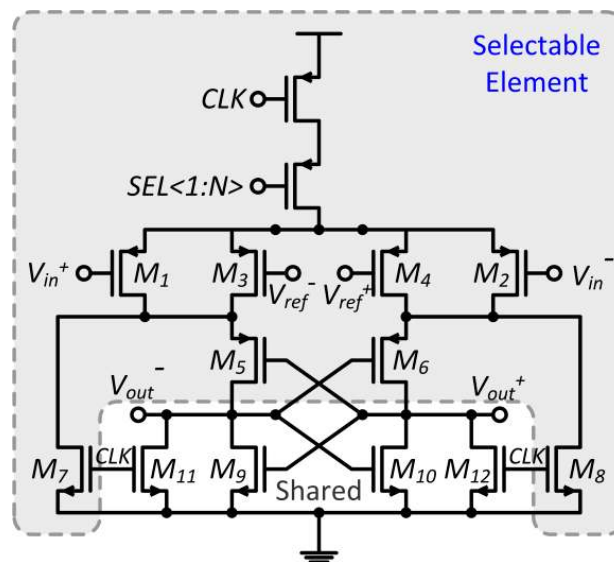 Selectable
Element
CLK
SEL<1:N>
Vin+ M1 M3 Vref- Vref+ M4 M2 Vin-
M5 M6
Vout- Vout+
M7 CLK M11 M9 Shared M10 M12 CLK M8